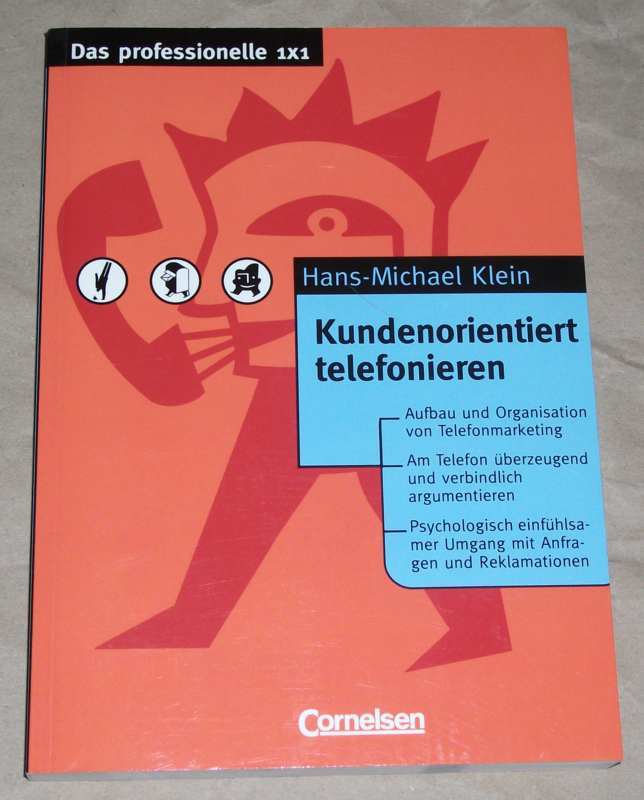 Das professionelle 1x1
Hans-Michael Klein
Kundenorientiert
telefonieren
Aufbau und Organisation
von Telefonmarketing
Am Telefon überzeugend
und verbindlich
argumentieren
Psychologisch einfühlsa-
mer Umgang mit Anfra-
gen und Reklamationen
Cornelsen